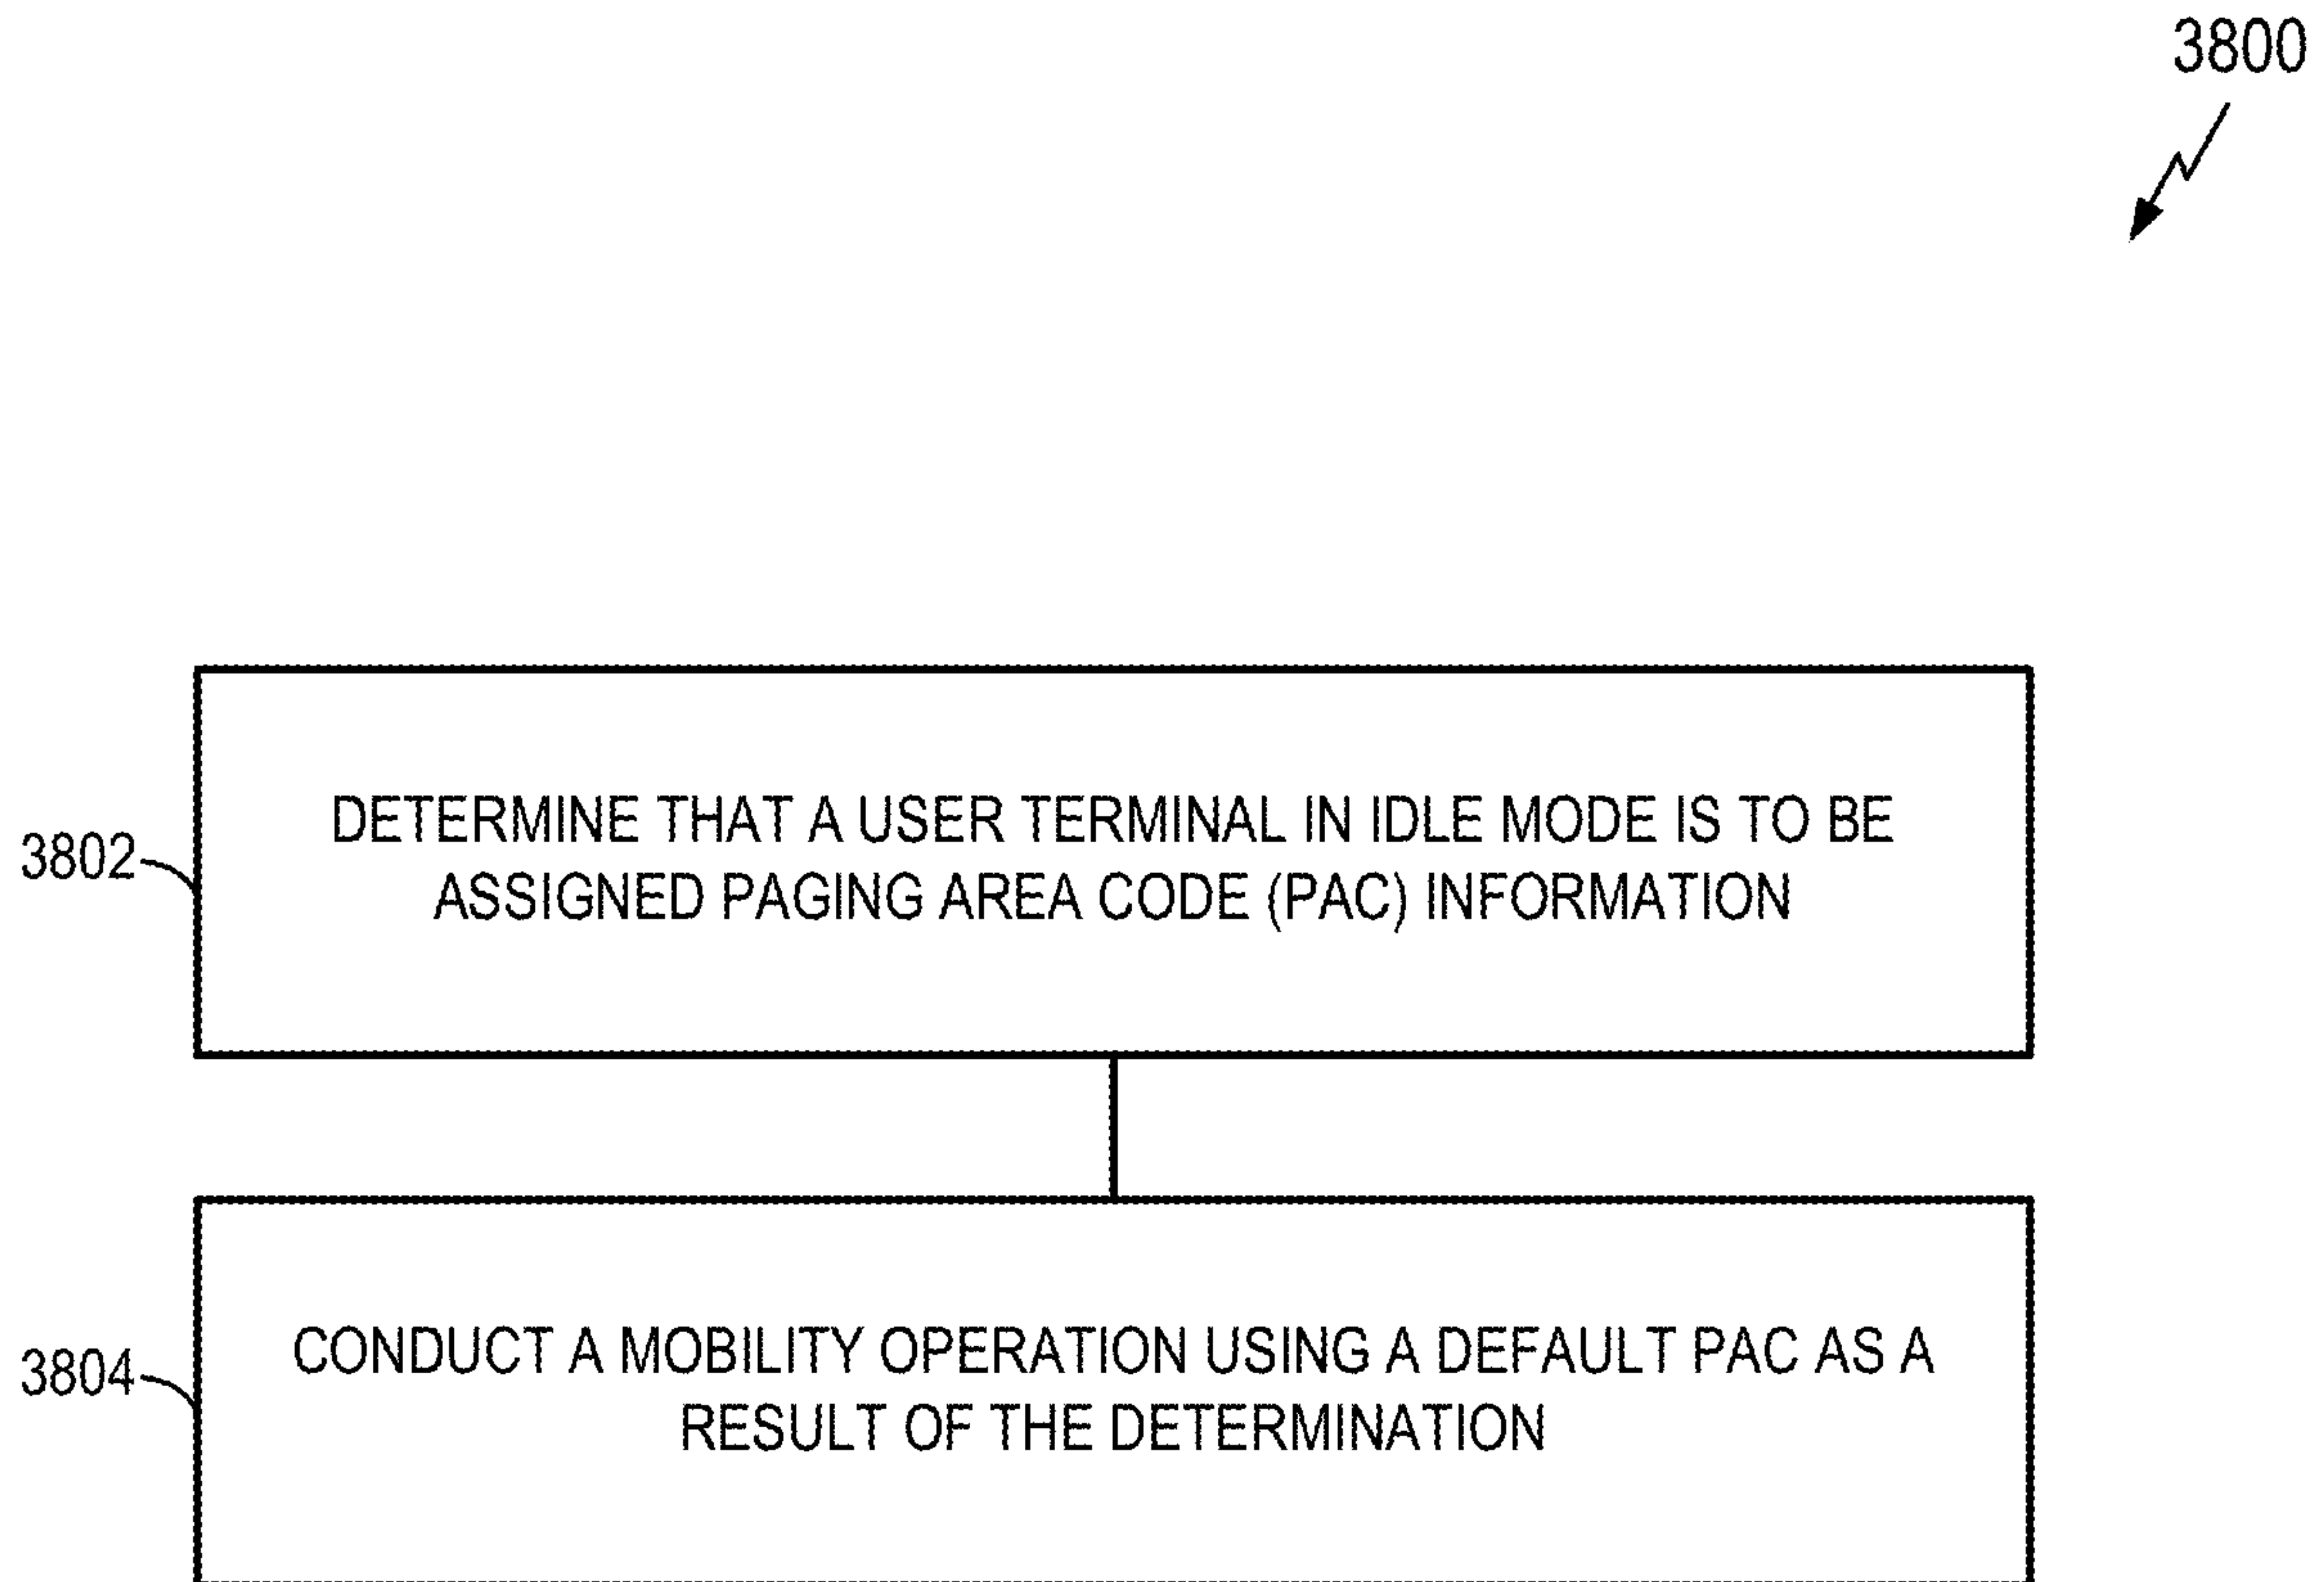 3800
3802
DETERMINE THAT A USER TERMINAL IN IDLE MODE IS TO BE
ASSIGNED PAGING AREA CODE (PAC) INFORMATION
3804
CONDUCT A MOBILITY OPERATION USING A DEFAULT PAC AS A
RESULT OF THE DETERMINATION